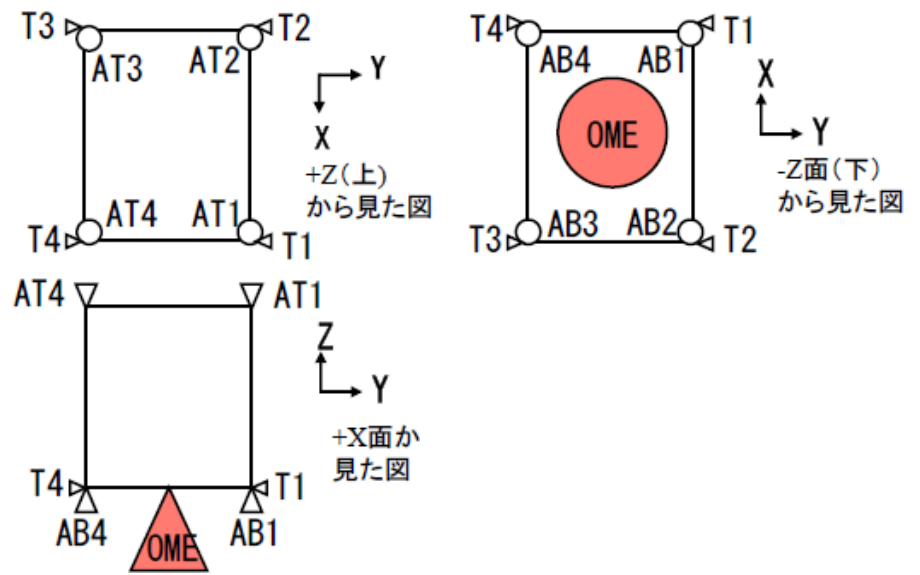 T3
T2
AT3
AT2
Y
X
+Z(上)
から見た図
AT4
AT1
T4
T1
T4
T1
AB4
AB1
OME
X
Y
-Z面(下)
から見た図
T3
AB3
AB2
T2
AT4
AT1
Z
Y
+X面か
見た図
T4
T1
AB4
OME
AB1